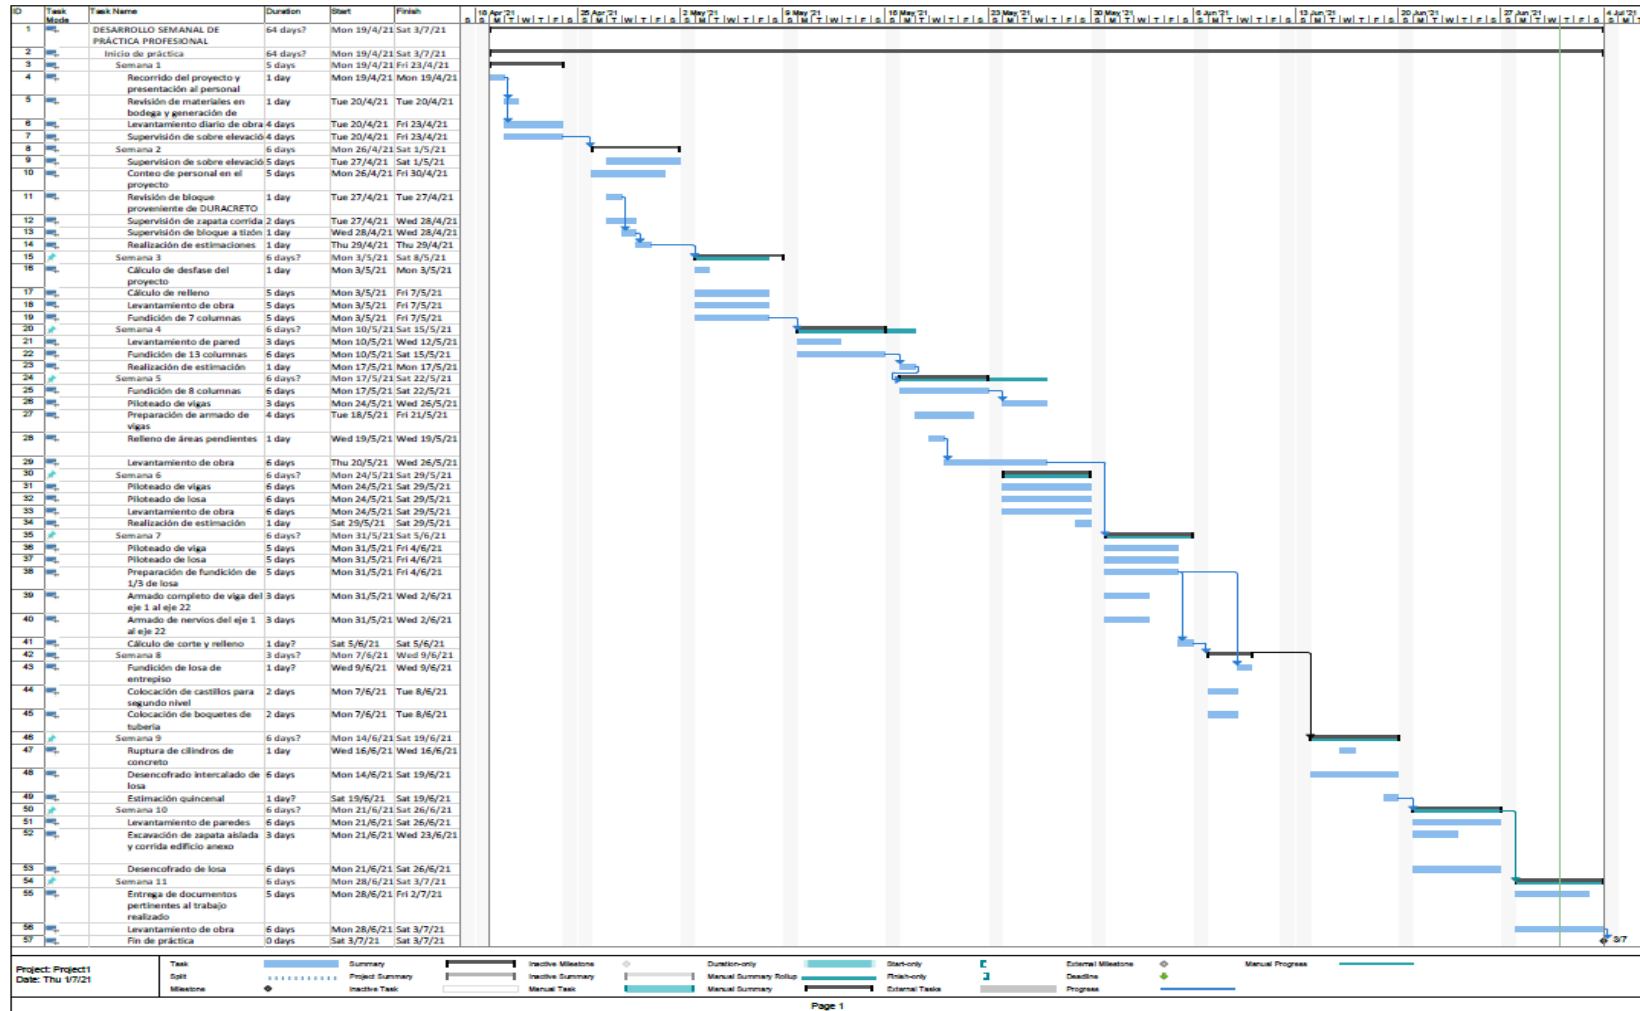 ID Task Mode Task Name Duration Start Finish 18 Apr '21 25 Apr '21 2 May '21 9 May '21 16 May '21 23 May '21 30 May '21 6 Jun '21 13 Jun '21 20 Jun '21 27 Jun '21 4 Jul '21
S S M T W T F S S M T W T F S S M T W T F S S M T W T F S S M T W T F S S M T W T F S S M T W T F S S M T W T F S S M T W T F S S M T W T F S S M T W T F S S M T
1 DESARROLLO SEMANAL DE 64 days? Mon 19/4/21 Sat 3/7/21
PRÁCTICA PROFESIONAL
2 Inicio de práctica 64 days? Mon 19/4/21 Sat 3/7/21
3 Semana 1 5 days Mon 19/4/21 Fri 23/4/21
4 Recorrido del proyecto y 1 day Mon 19/4/21 Mon 19/4/21
presentación al personal
5 Revisión de materiales en 1 day Tue 20/4/21 Tue 20/4/21
bodega y generación de
6 Levantamiento diario de obra 4 days Tue 20/4/21 Fri 23/4/21
7 Supervisión de sobre elevació 4 days Tue 20/4/21 Fri 23/4/21
8 Semana 2 6 days Mon 26/4/21 Sat 1/5/21
9 Supervision de sobre elevació 5 days Tue 27/4/21 Sat 1/5/21
10 Conteo de personal en el 5 days Mon 26/4/21 Fri 30/4/21
proyecto
11 Revisión de bloque 1 day Tue 27/4/21 Tue 27/4/21
proveniente de DURACRETO
12 Supervisión de zapata corrida 2 days Tue 27/4/21 Wed 28/4/21
13 Supervisión de bloque a tizón 1 day Wed 28/4/21 Wed 28/4/21
14 Realización de estimaciones 1 day Thu 29/4/21 Thu 29/4/21
15 Semana 3 6 days? Mon 3/5/21 Sat 8/5/21
16 Cálculo de desfase del 1 day Mon 3/5/21 Mon 3/5/21
proyecto
17 Cálculo de relleno 5 days Mon 3/5/21 Fri 7/5/21
18 Levantamiento de obra 5 days Mon 3/5/21 Fri 7/5/21
19 Fundición de 7 columnas 5 days Mon 3/5/21 Fri 7/5/21
20 Semana 4 6 days? Mon 10/5/21 Sat 15/5/21
21 Levantamiento de pared 3 days Mon 10/5/21 Wed 12/5/21
22 Fundición de 13 columnas 6 days Mon 10/5/21 Sat 15/5/21
23 Realización de estimación 1 day Mon 17/5/21 Mon 17/5/21
24 Semana 5 6 days? Mon 17/5/21 Sat 22/5/21
25 Fundición de 8 columnas 6 days Mon 17/5/21 Sat 22/5/21
26 Piloteado de vigas 3 days Mon 24/5/21 Wed 26/5/21
27 Preparación de armado de 4 days Tue 18/5/21 Fri 21/5/21
vigas
28 Relleno de áreas pendientes 1 day Wed 19/5/21 Wed 19/5/21
29 Levantamiento de obra 6 days Thu 20/5/21 Wed 26/5/21
30 Semana 6 6 days? Mon 24/5/21 Sat 29/5/21
31 Piloteado de vigas 6 days Mon 24/5/21 Sat 29/5/21
32 Piloteado de losa 6 days Mon 24/5/21 Sat 29/5/21
33 Levantamiento de obra 6 days Mon 24/5/21 Sat 29/5/21
34 Realización de estimación 1 day Sat 29/5/21 Sat 29/5/21
35 Semana 7 6 days? Mon 31/5/21 Sat 5/6/21
36 Piloteado de viga 5 days Mon 31/5/21 Fri 4/6/21
37 Piloteado de losa 5 days Mon 31/5/21 Fri 4/6/21
38 Preparación de fundición de 5 days Mon 31/5/21 Fri 4/6/21
1/3 de losa
39 Armado completo de viga del 3 days Mon 31/5/21 Wed 2/6/21
eje 1 al eje 22
40 Armado de nervios del eje 1 3 days Mon 31/5/21 Wed 2/6/21
al eje 22
41 Cálculo de corte y relleno 1 day? Sat 5/6/21 Sat 5/6/21
42 Semana 8 3 days? Mon 7/6/21 Wed 9/6/21
43 Fundición de losa de 1 day? Wed 9/6/21 Wed 9/6/21
entrepiso
44 Colocación de castillos para 2 days Mon 7/6/21 Tue 8/6/21
segundo nivel
45 Colocación de boquetes de 2 days Mon 7/6/21 Tue 8/6/21
tuberia
46 Semana 9 6 days? Mon 14/6/21 Sat 19/6/21
47 Ruptura de cilindros de 1 day Wed 16/6/21 Wed 16/6/21
concreto
48 Desencofrado intercalado de 6 days Mon 14/6/21 Sat 19/6/21
losa
49 Estimación quincenal 1 day? Sat 19/6/21 Sat 19/6/21
50 Semana 10 6 days? Mon 21/6/21 Sat 26/6/21
51 Levantamiento de paredes 6 days Mon 21/6/21 Sat 26/6/21
52 Excavación de zapata aislada 3 days Mon 21/6/21 Wed 23/6/21
y corrida edificio anexo
53 Desencofrado de losa 6 days Mon 21/6/21 Sat 26/6/21
54 Semana 11 6 days Mon 28/6/21 Sat 3/7/21
55 Entrega de documentos 5 days Mon 28/6/21 Fri 2/7/21
pertinentes al trabajo
realizado
56 Levantamiento de obra 6 days Mon 28/6/21 Sat 3/7/21
57 Fin de práctica 0 days Sat 3/7/21 Sat 3/7/21 3/7
Project: Project1
Date: Thu 1/7/21
Task Summary Inactive Milestone Duration-only Start-only External Milestone Manual Progress
Split Project Summary Inactive Summary Manual Summary Rollup Finish-only Deadline
Milestone Inactive Task Manual Task Manual Summary External Tasks Progress
Page 1